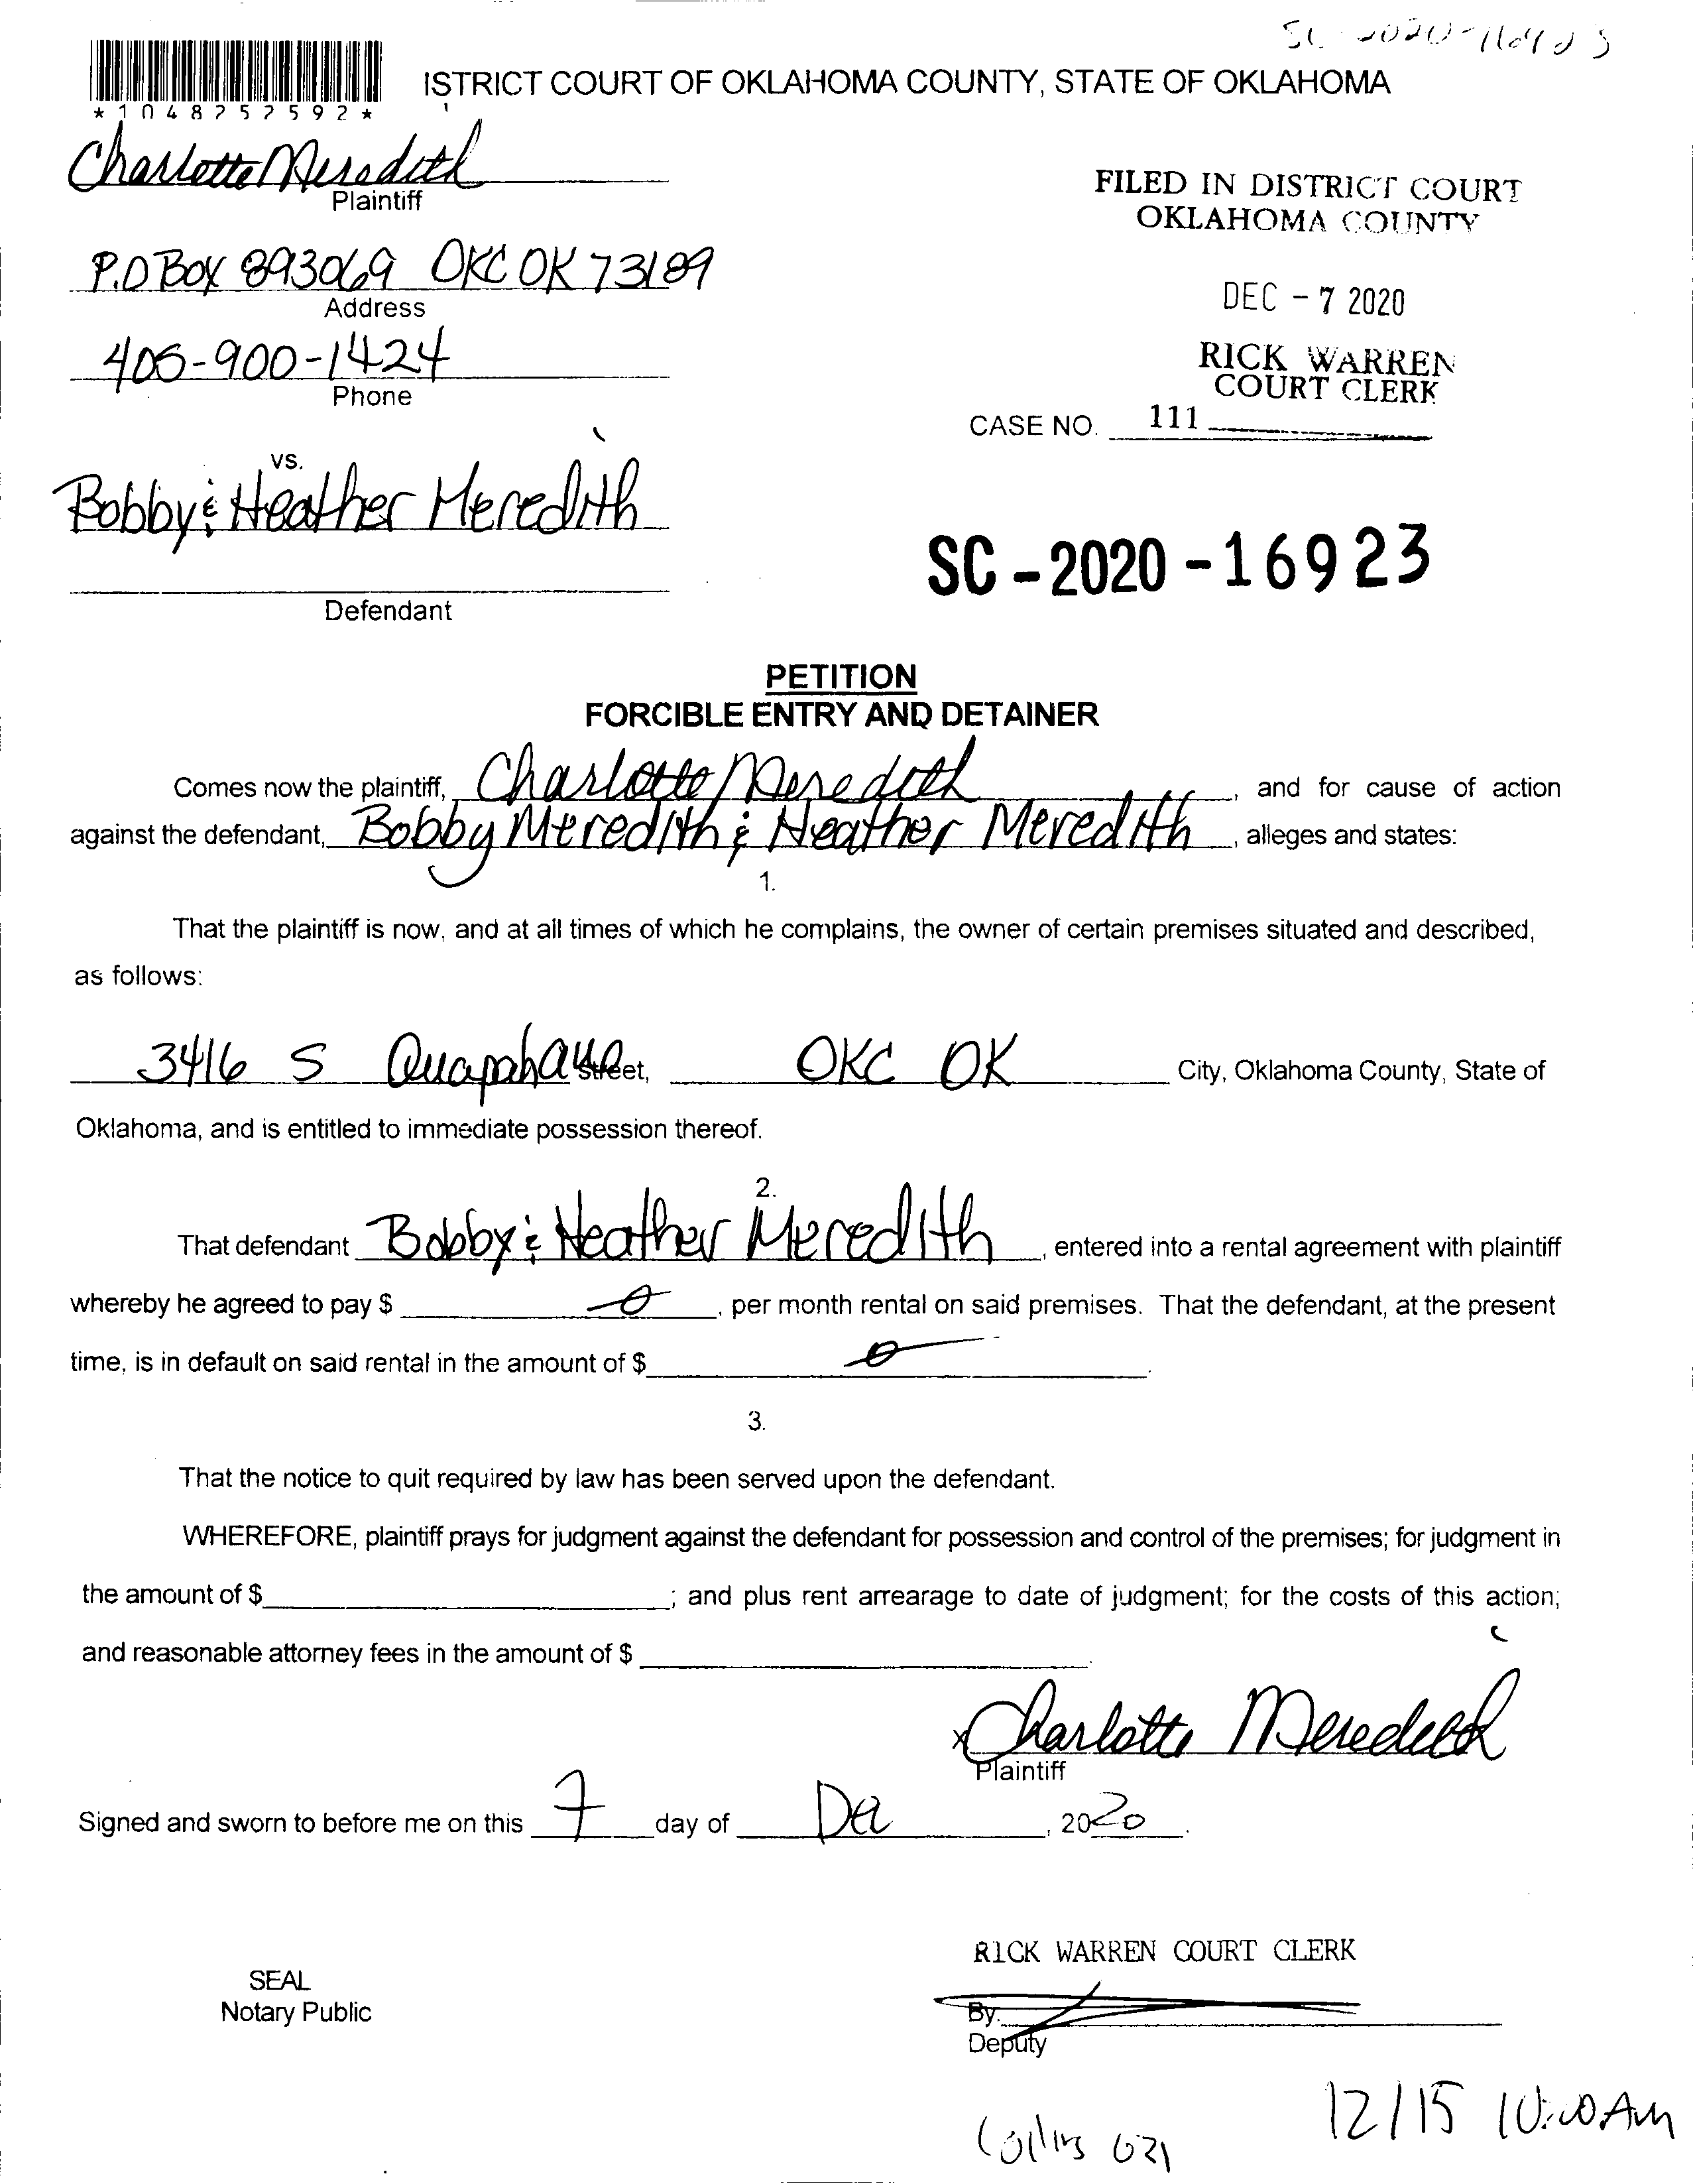 ISTRICT COURT OF OKLAHOMA COUNTY, STATE OF OKLAHOMA
Charlotte Meredith
Plaintiff
FILED IN DISTRICT COURT
OKLAHOMA COUNTY
P.O BOX 893069 OKC OK 73189
Address
DEC - 7 2020
405-900-1424
Phone
RICK WARREN
COURT CLERK
CASE NO. 111
vs.
Bobby & Heather Meredith
Defendant
SC - 2020 - 16923
PETITION
FORCIBLE ENTRY AND DETAINER
Comes now the plaintiff, Charlotte Meredith, and for cause of action
against the defendant, Bobby Meredith & Heather Meredith, alleges and states:
1.
That the plaintiff is now, and at all times of which he complains, the owner of certain premises situated and described,
as follows:
3416 S Quapah ave Street, OKC OK City, Oklahoma County, State of
Oklahoma, and is entitled to immediate possession thereof.
2.
That defendant Bobby & Heather Meredith, entered into a rental agreement with plaintiff
whereby he agreed to pay $ 0, per month rental on said premises. That the defendant, at the present
time, is in default on said rental in the amount of $ 0.
3.
That the notice to quit required by law has been served upon the defendant.
WHEREFORE, plaintiff prays for judgment against the defendant for possession and control of the premises; for judgment in
the amount of $ ; and plus rent arrearage to date of judgment; for the costs of this action;
and reasonable attorney fees in the amount of $ .
x Charlotte Meredith
Plaintiff
Signed and sworn to before me on this 7 day of Dec, 2020.
RICK WARREN COURT CLERK
SEAL
Notary Public
By.
Deputy
12/15 10:00 AM